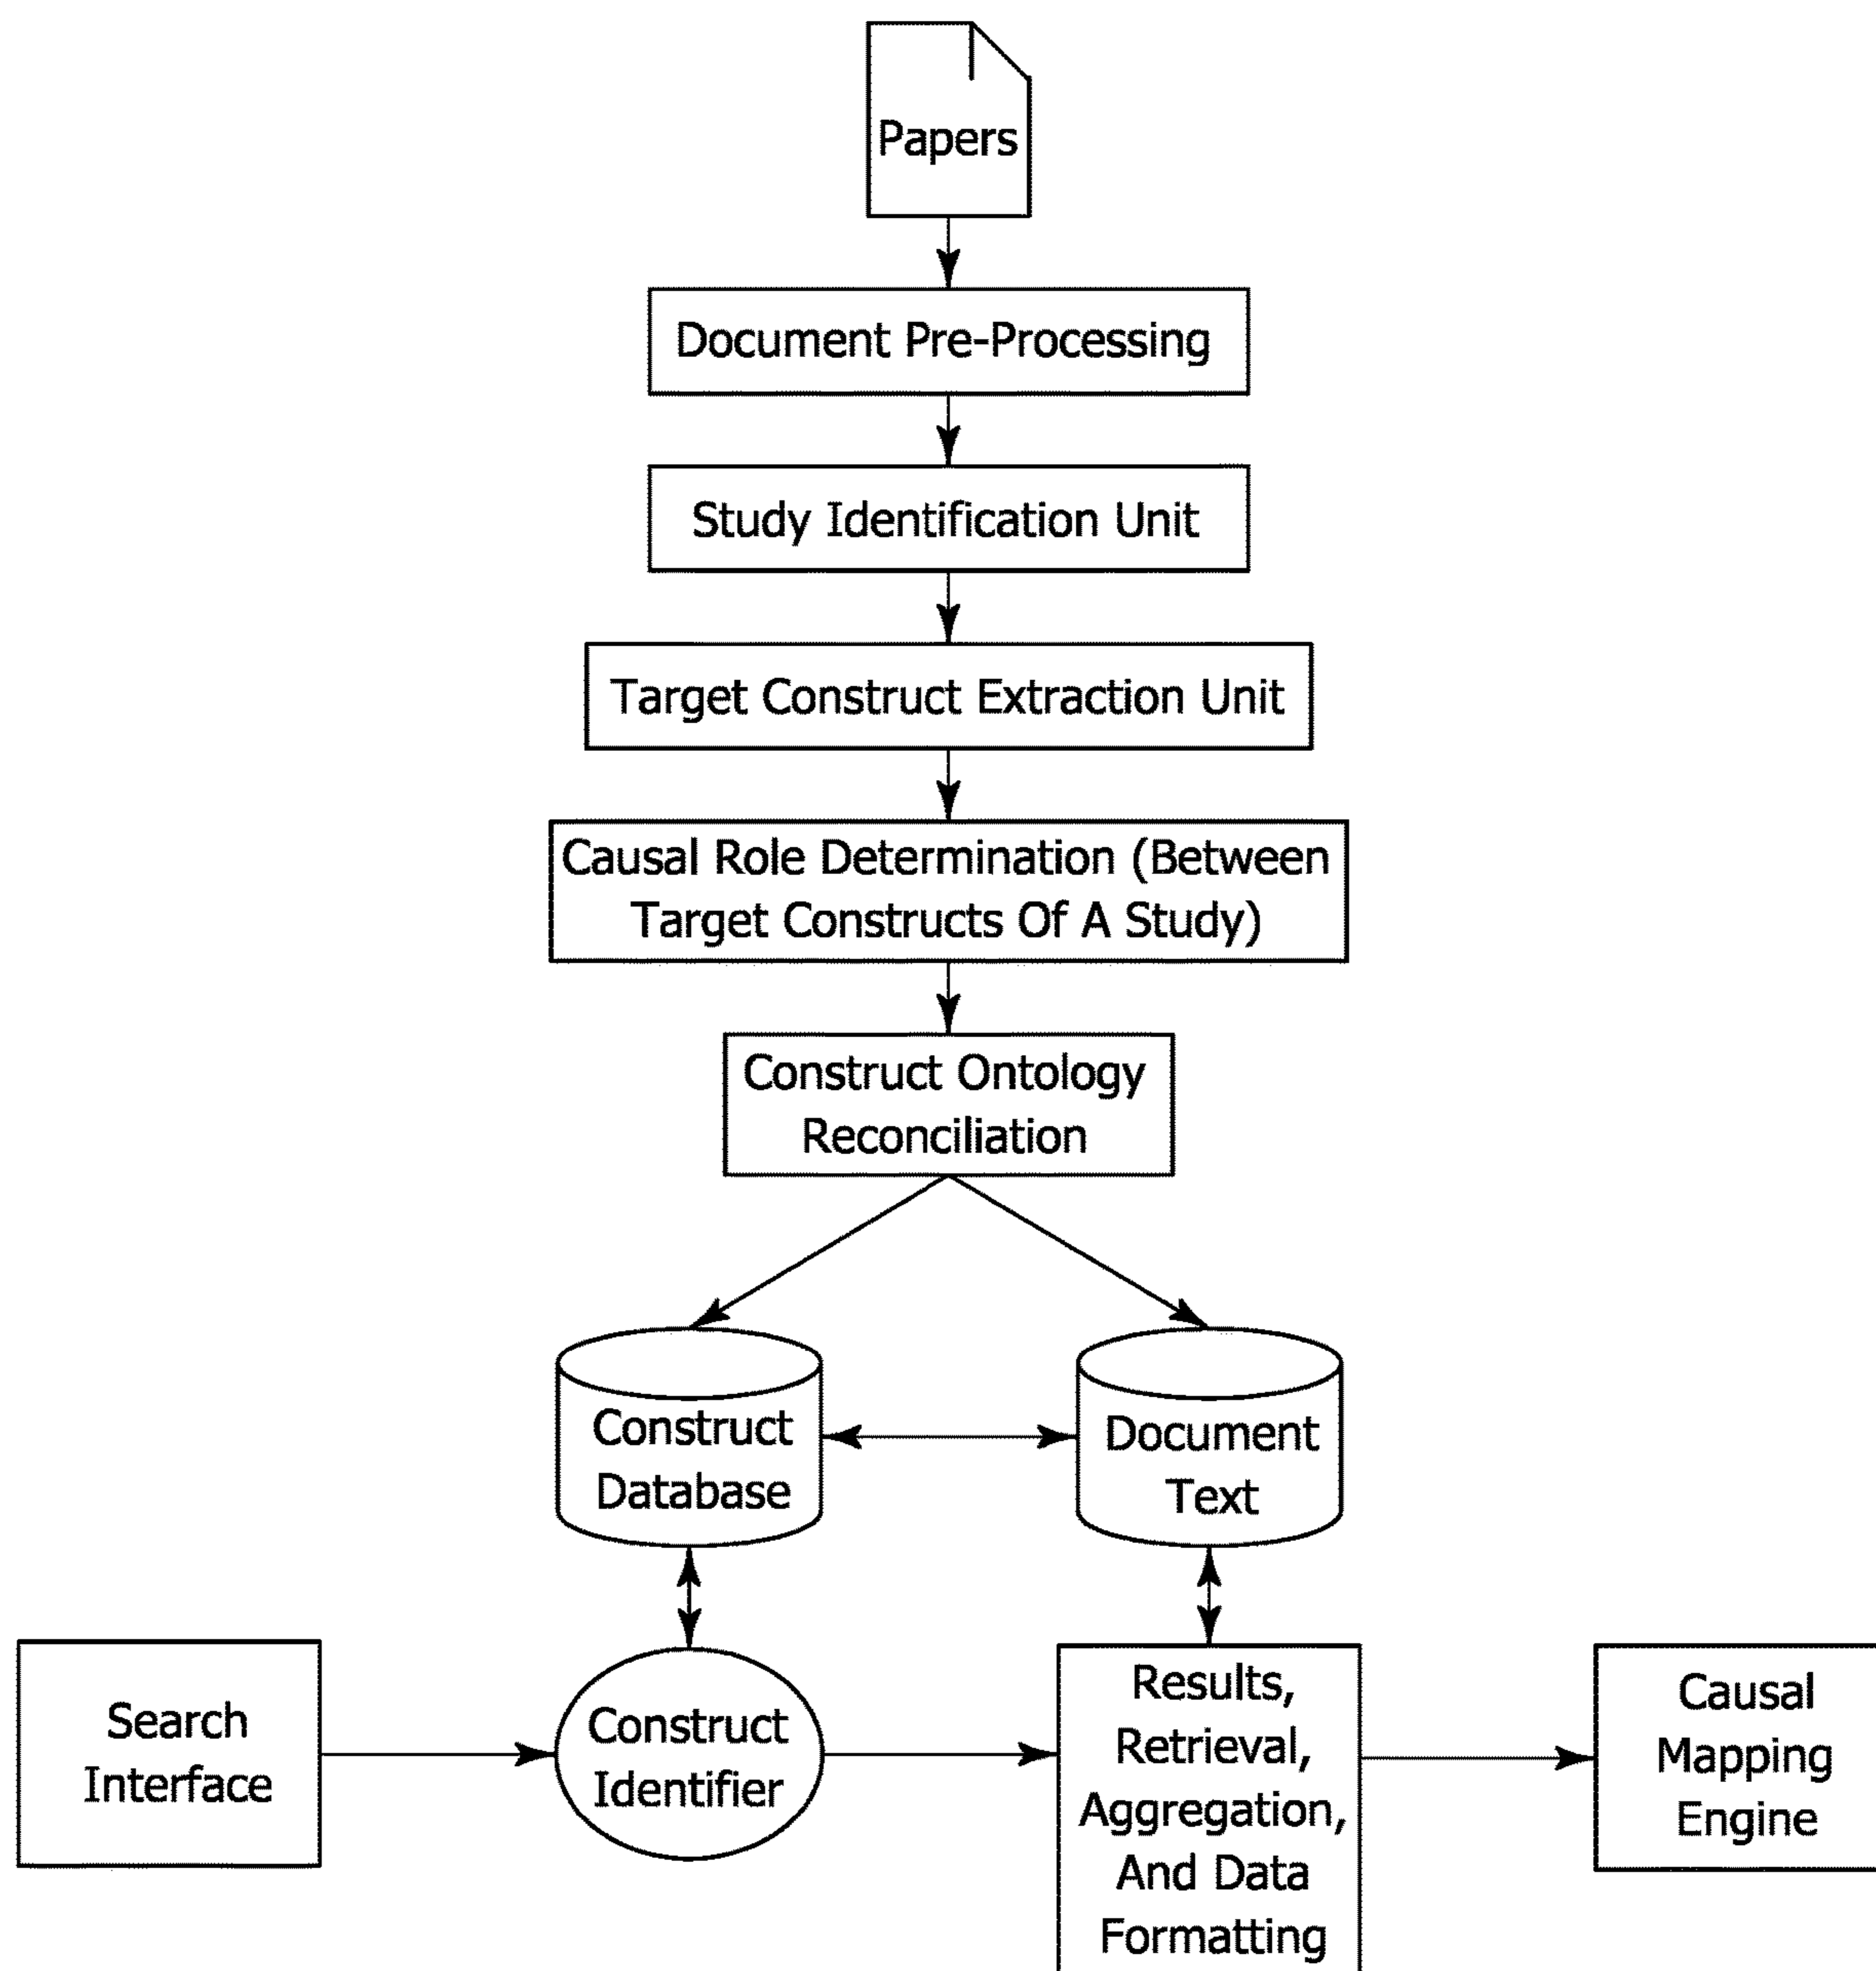 Papers
Document Pre-Processing
Study Identification Unit
Target Construct Extraction Unit
Causal Role Determination (Between
Target Constructs Of A Study)
Construct Ontology
Reconciliation
Construct
Database
Document
Text
Search
Interface
Construct
Identifier
Results,
Retrieval,
Aggregation,
And Data
Formatting
Causal
Mapping
Engine